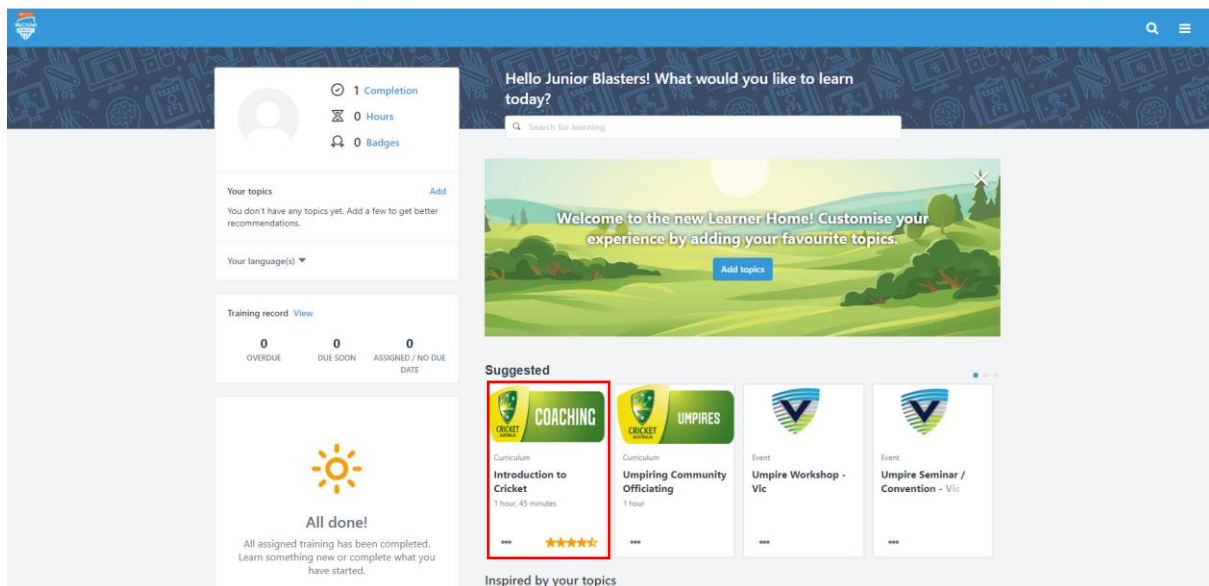 Hello Junior Blasters! What would you like to learn
today?
Search for learning
1 Completion
0 Hours
0 Badges
Your topics Add
You don't have any topics yet. Add a few to get better
recommendations.
Your language(s)
Training record View
0 0 0
OVERDUE DUE SOON ASSIGNED / NO DUE
DATE
All done!
All assigned training has been completed.
Learn something new or complete what you
have started.
Welcome to the new Learner Home! Customise your
experience by adding your favourite topics.
Add topics
Suggested
CRICKET
AUSTRALIA
COACHING
Curriculum
Introduction to
Cricket
1 hour, 45 minutes
CRICKET
AUSTRALIA
UMPIRES
Curriculum
Umpiring Community
Officiating
1 hour
Event
Umpire Workshop -
Vic
Event
Umpire Seminar /
Convention - Vic
Inspired by your topics